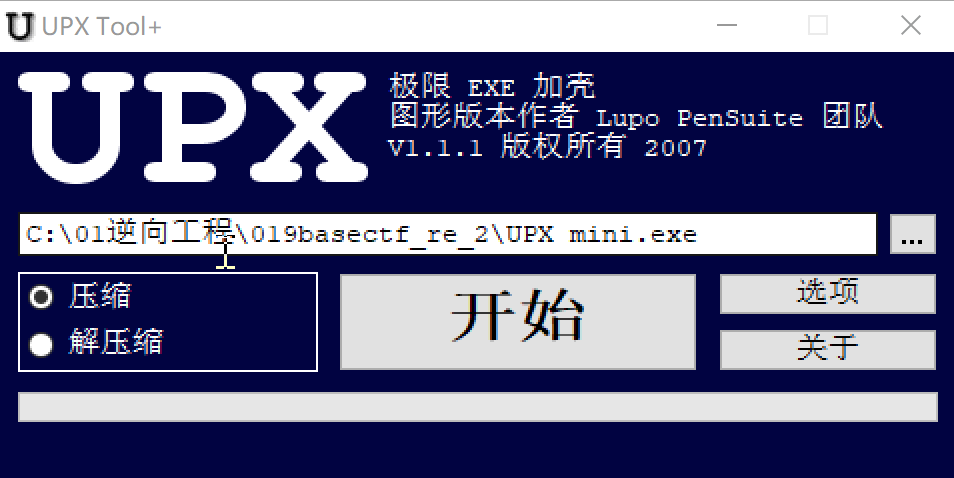 UPX Tool+
UPX
极限 EXE 加壳
图形版本作者 Lupo PenSuite 团队
V1.1.1 版权所有 2007
C:\01逆向工程\019basectf_re_2\UPX mini.exe
...
压缩
解压缩
开始
选项
关于